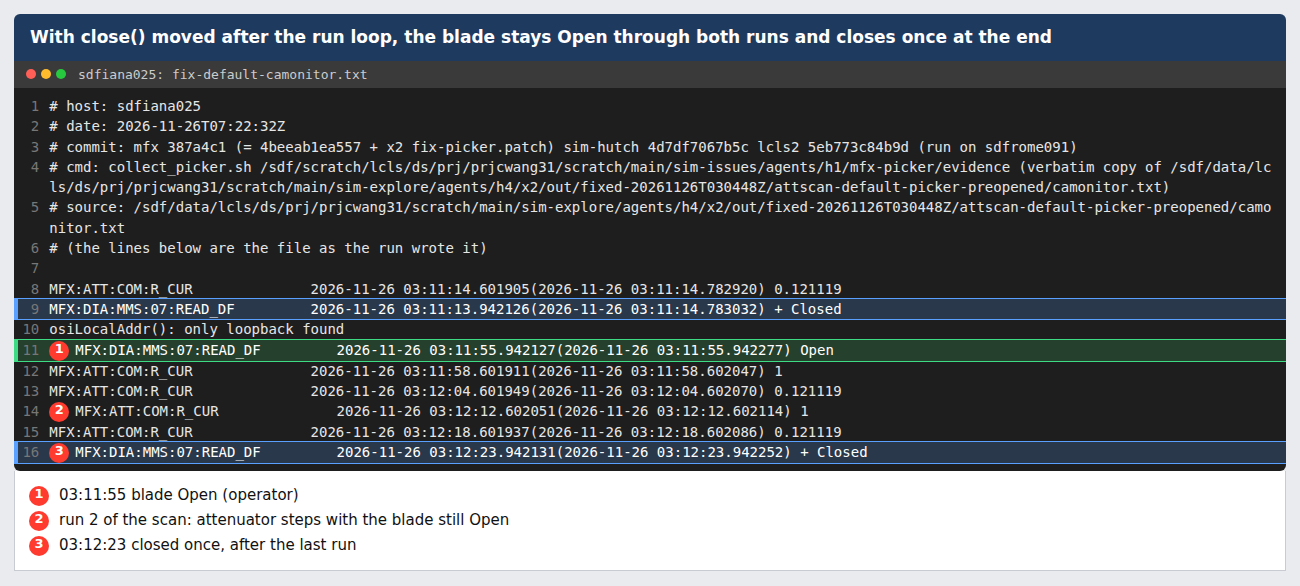 With close() moved after the run loop, the blade stays Open through both runs and closes once at the end
sdfiana025: fix-default-camonitor.txt
1 # host: sdfiana025
2 # date: 2026-11-26T07:22:32Z
3 # commit: mfx 387a4c1 (= 4beeab1ea557 + x2 fix-picker.patch) sim-hutch 4d7df7067b5c lcls2 5eb773c84b9d (run on sdfrome091)
4 # cmd: collect_picker.sh /sdf/scratch/lcls/ds/prj/prjcwang31/scratch/main/sim-issues/agents/h1/mfx-picker/evidence (verbatim copy of /sdf/data/lc
ls/ds/prj/prjcwang31/scratch/main/sim-explore/agents/h4/x2/out/fixed-20261126T030448Z/attscan-default-picker-preopened/camonitor.txt)
5 # source: /sdf/data/lcls/ds/prj/prjcwang31/scratch/main/sim-explore/agents/h4/x2/out/fixed-20261126T030448Z/attscan-default-picker-preopened/camo
nitor.txt
6 # (the lines below are the file as the run wrote it)
7
8 MFX:ATT:COM:R_CUR 2026-11-26 03:11:14.601905(2026-11-26 03:11:14.782920) 0.121119
9 MFX:DIA:MMS:07:READ_DF 2026-11-26 03:11:13.942126(2026-11-26 03:11:14.783032) + Closed
10 osiLocalAddr(): only loopback found
11 1 MFX:DIA:MMS:07:READ_DF 2026-11-26 03:11:55.942127(2026-11-26 03:11:55.942277) Open
12 MFX:ATT:COM:R_CUR 2026-11-26 03:11:58.601911(2026-11-26 03:11:58.602047) 1
13 MFX:ATT:COM:R_CUR 2026-11-26 03:12:04.601949(2026-11-26 03:12:04.602070) 0.121119
14 2 MFX:ATT:COM:R_CUR 2026-11-26 03:12:12.602051(2026-11-26 03:12:12.602114) 1
15 MFX:ATT:COM:R_CUR 2026-11-26 03:12:18.601937(2026-11-26 03:12:18.602086) 0.121119
16 3 MFX:DIA:MMS:07:READ_DF 2026-11-26 03:12:23.942131(2026-11-26 03:12:23.942252) + Closed
1 03:11:55 blade Open (operator)
2 run 2 of the scan: attenuator steps with the blade still Open
3 03:12:23 closed once, after the last run